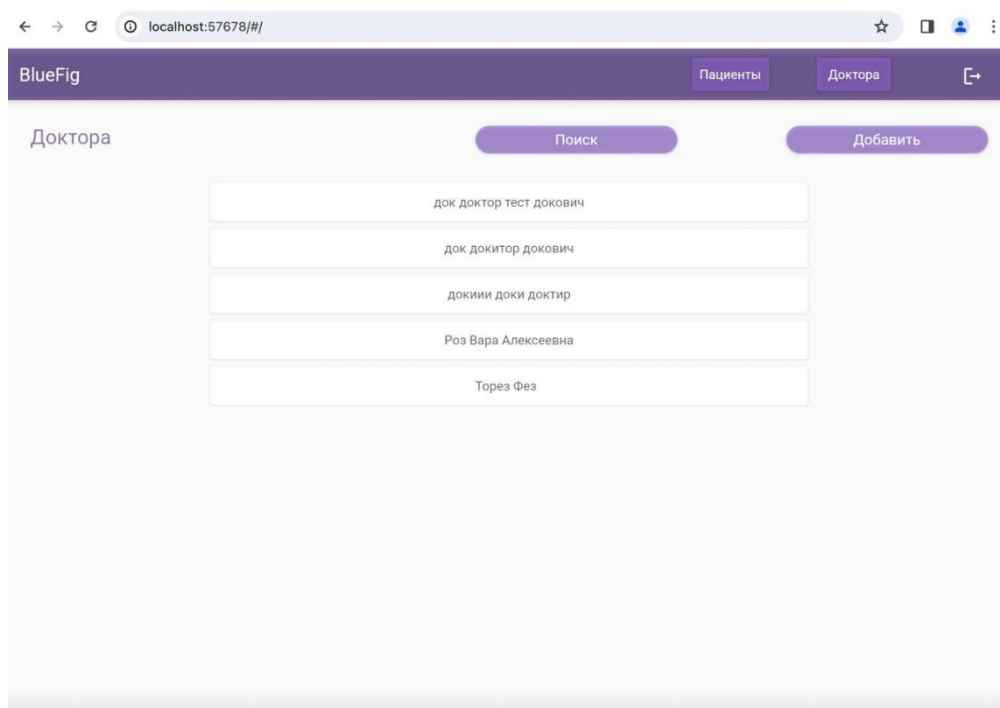 localhost:57678/#/
BlueFig Пациенты Доктора
Доктора Поиск Добавить
док доктор тест докович
док докитор докович
докиии доки доктир
Роз Вара Алексеевна
Торез Фез